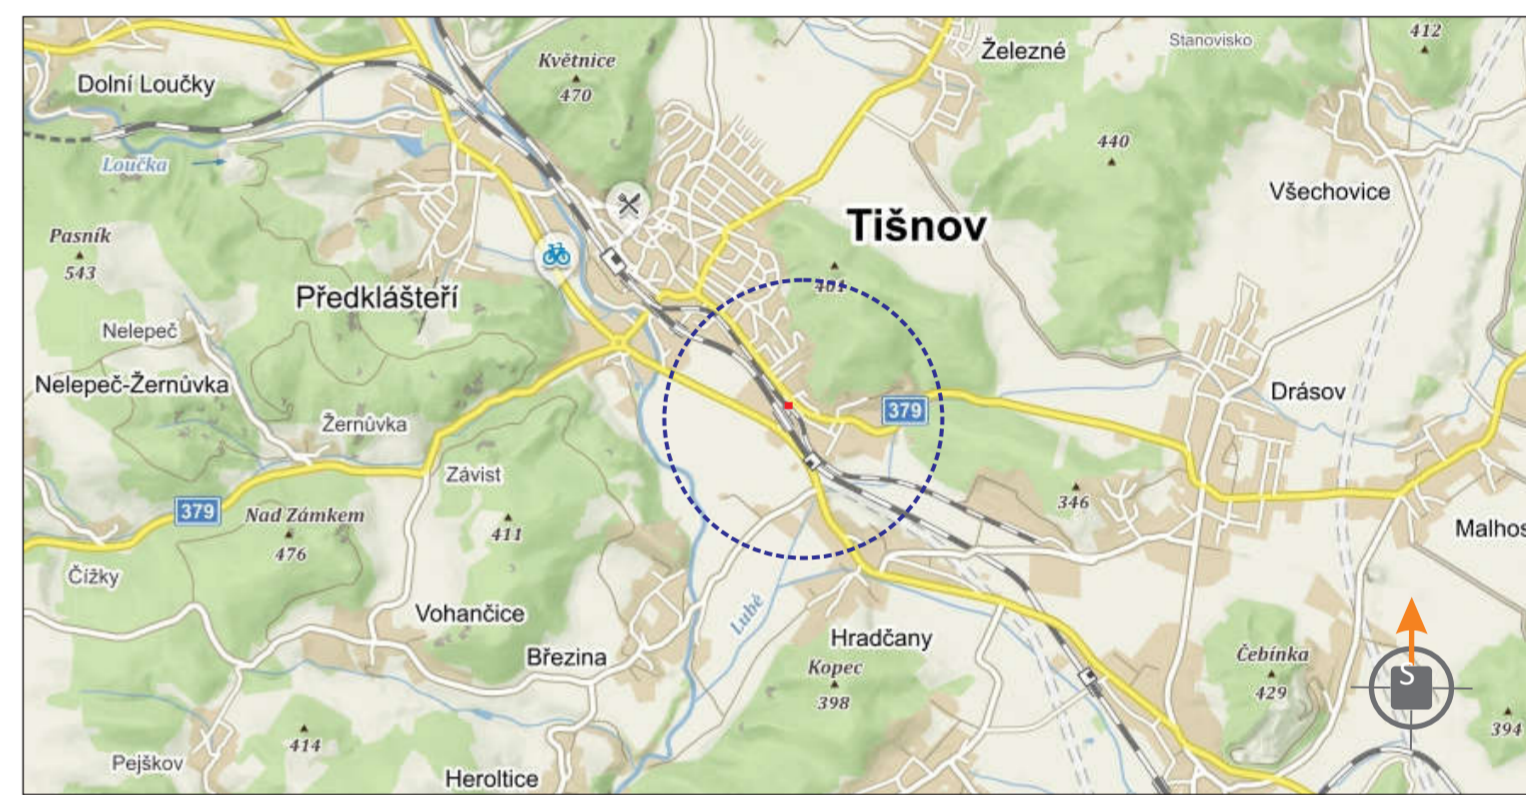 Květnice
470
Železné
Stanovisko
412
Dolní Loučky
Loučka
440
Všechovice
Tišnov
Pasník
543
Předklášteří
401
Nelepeč
Nelepeč-Žernůvka
Žernůvka
379
Drásov
Závist
379
Nad Zámkem
476
411
346
Malhos
Čížky
Vohančice
Lubé
Březina
Hradčany
Kopec
398
Čebínka
429
S
394
414
Pejškov
Heroltice